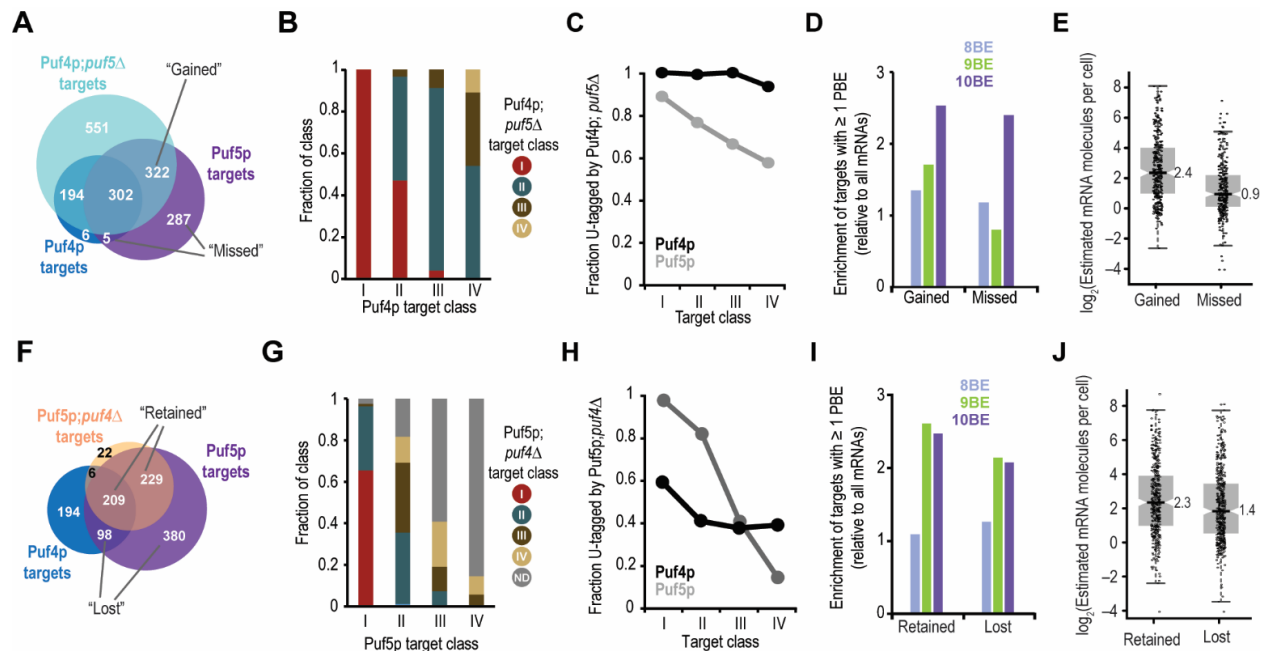 A
Puf4p;puf5Δ
targets
"Gained"
551
Puf5p
targets
322
194
302
287
6
5
Puf4p
targets
"Missed"
B
Fraction of class
1
0.8
0.6
0.4
0.2
0
I
II
III
IV
Puf4p target class
Puf4p;
puf5Δ
target class
I
II
III
IV
C
Fraction U-tagged by Puf4p; puf5Δ
1
0.8
0.6
0.4
0.2
0
Puf4p
Puf5p
I
II
III
IV
Target class
D
8BE
9BE
10BE
Enrichment of targets with ≥ 1 PBE
(relative to all mRNAs)
3
2
1
0
Gained
Missed
E
log2(Estimated mRNA molecules per cell)
8
6
4
2
0
−2
−4
2.4
0.9
Gained
Missed
F
Puf5p;puf4Δ
targets
"Retained"
22
6
Puf5p
targets
229
209
194
98
380
Puf4p
targets
"Lost"
G
Fraction of class
1
0.8
0.6
0.4
0.2
0
I
II
III
IV
Puf5p target class
Puf5p;
puf4Δ
target class
I
II
III
IV
ND
H
Fraction U-tagged by Puf5p;puf4Δ
1
0.8
0.6
0.4
0.2
0
Puf4p
Puf5p
I
II
III
IV
Target class
I
8BE
9BE
10BE
Enrichment of targets with ≥ 1 PBE
(relative to all mRNAs)
3
2
1
0
Retained
Lost
J
log2(Estimated mRNA molecules per cell)
8
6
4
2
0
−2
−4
2.3
1.4
Retained
Lost